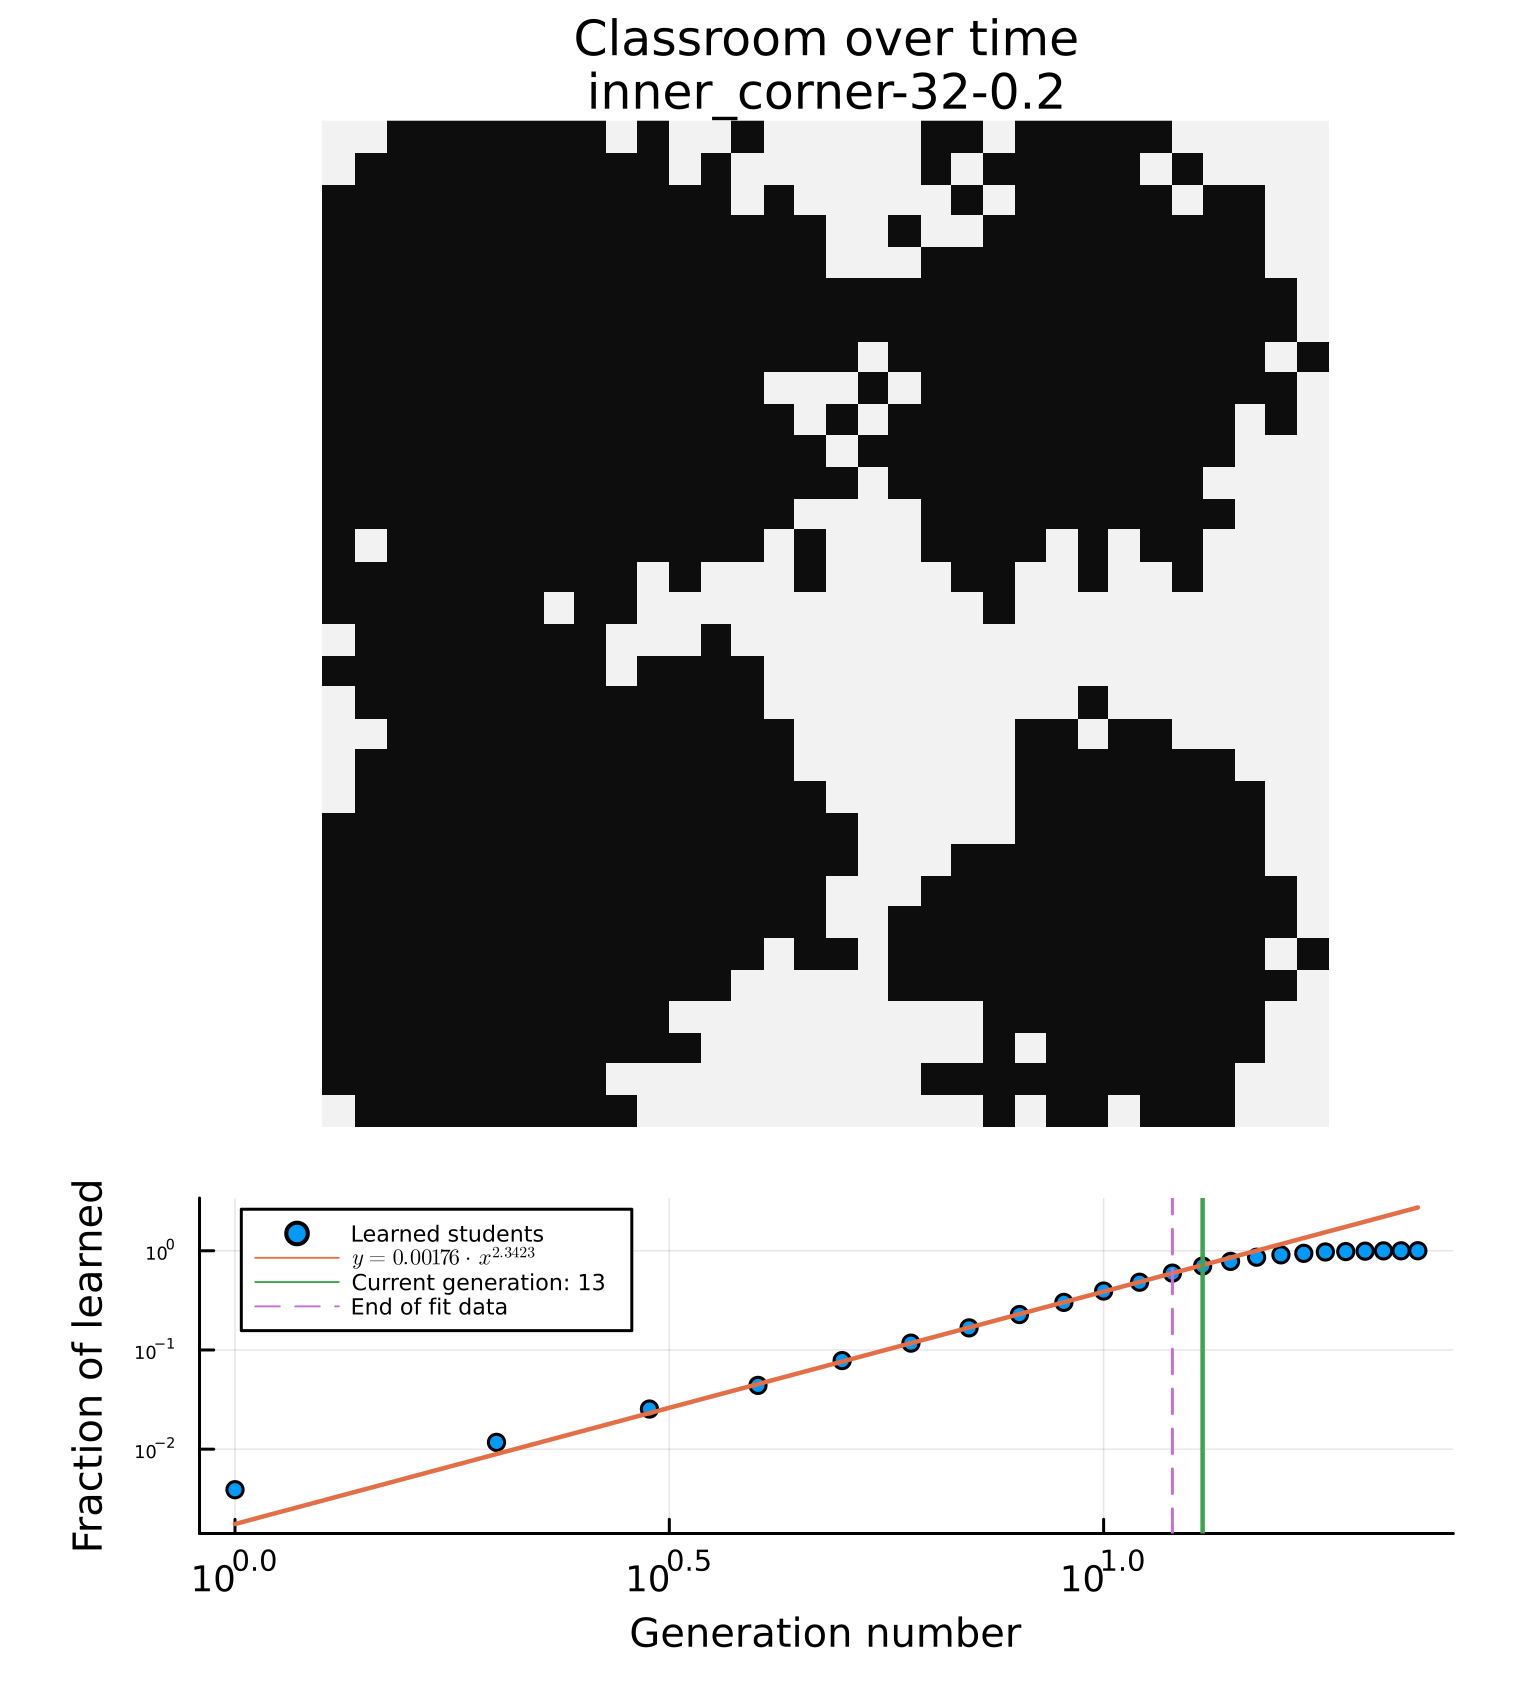 Classroom over time
inner_corner-32-0.2
Fraction of learned
10^0
10^-1
10^-2
Learned students
y = 0.00176 · x^2.3423
Current generation: 13
End of fit data
10^0.0 10^0.5 10^1.0
Generation number